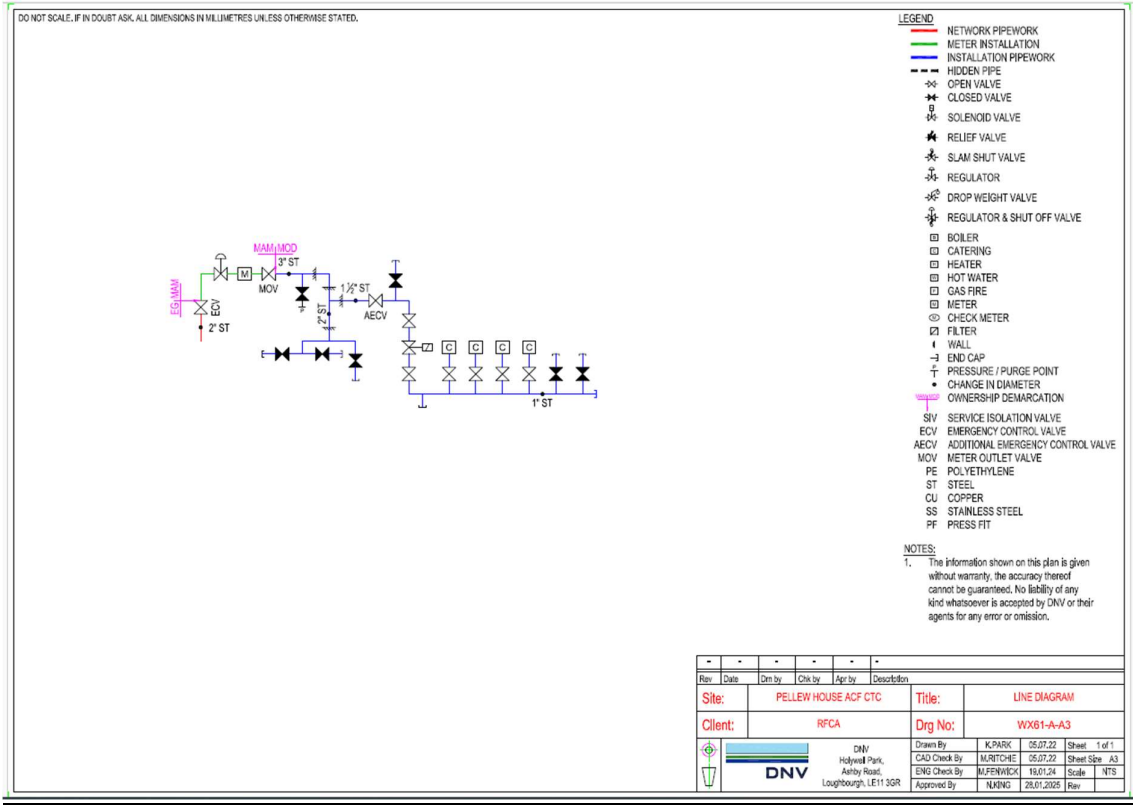 DO NOT SCALE. IF IN DOUBT ASK. ALL DIMENSIONS IN MILLIMETRES UNLESS OTHERWISE STATED.
LEGEND
NETWORK PIPEWORK
METER INSTALLATION
INSTALLATION PIPEWORK
HIDDEN PIPE
OPEN VALVE
CLOSED VALVE
SOLENOID VALVE
RELIEF VALVE
SLAM SHUT VALVE
REGULATOR
DROP WEIGHT VALVE
REGULATOR & SHUT OFF VALVE
BOILER
CATERING
HEATER
HOT WATER
GAS FIRE
METER
CHECK METER
FILTER
WALL
END CAP
P PRESSURE / PURGE POINT
CHANGE IN DIAMETER
OWNERSHIP DEMARCATION
SIV SERVICE ISOLATION VALVE
ECV EMERGENCY CONTROL VALVE
AECV ADDITIONAL EMERGENCY CONTROL VALVE
MOV METER OUTLET VALVE
PE POLYETHYLENE
ST STEEL
CU COPPER
SS STAINLESS STEEL
PF PRESS FIT
NOTES:
1. The information shown on this plan is given
without warranty, the accuracy thereof
cannot be guaranteed. No liability of any
kind whatsoever is accepted by DNV or their
agents for any error or omission.
MAM MOD
3" ST
M
MOV
EG MAM
ECV
2" ST
1 ½" ST
2" ST
AECV
C C C C
1" ST
- - - - - -
Rev Date Drn by Chk by Apr by Description
Site: PELLEW HOUSE ACF CTC Title: LINE DIAGRAM
Client: RFCA Drg No: WX61-A-A3
DNV
DNV
Holywell Park,
Ashby Road,
Loughbourgh, LE11 3GR
Drawn By K.PARK 05.07.22 Sheet 1 of 1
CAD Check By M.RITCHIE 05.07.22 Sheet Size A3
ENG Check By M.FENWICK 19.01.24 Scale NTS
Approved By N.KING 28.01.2025 Rev